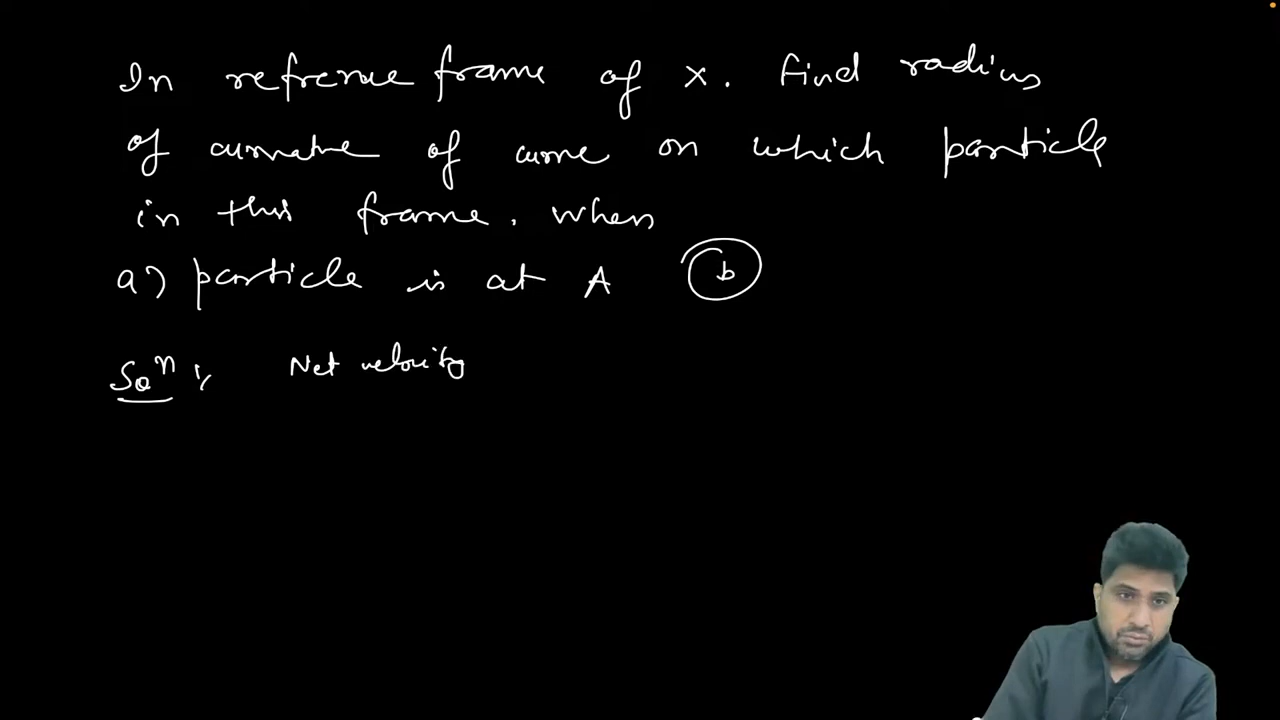 In refrence frame of x. find radius
of curvature of curve on which particle
in this frame. when
a) particle is at A b
Soⁿ : Net velocity